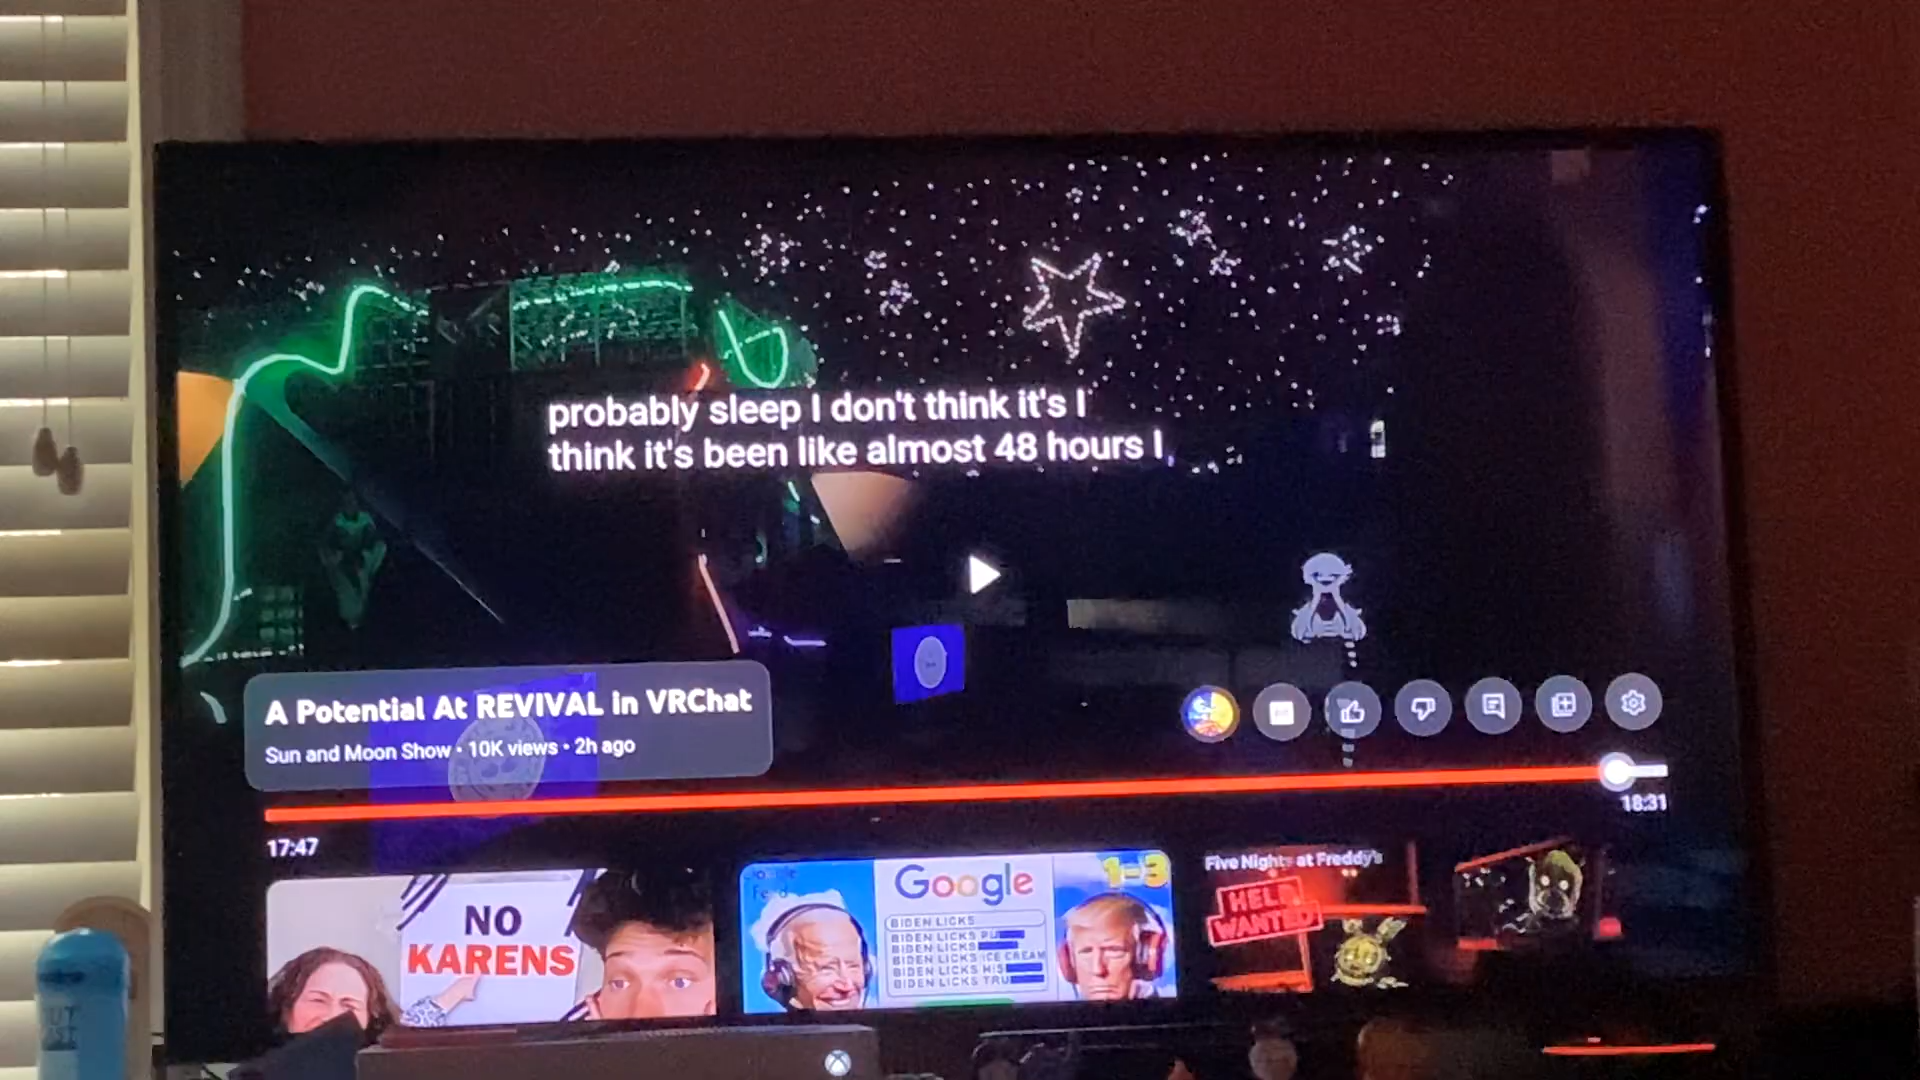 probably sleep I don't think it's I
think it's been like almost 48 hours I
A Potential At REVIVAL in VRChat
Sun and Moon Show • 10K views • 2h ago
18:31
17:47
NO
KARENS
Google
1-3
BIDEN LICKS
BIDEN LICKS
BIDEN LICKS
BIDEN LICKS ICE CREAM
BIDEN LICKS HIS
BIDEN LICKS TRU
Five Nights at Freddy's
HELP
WANTED